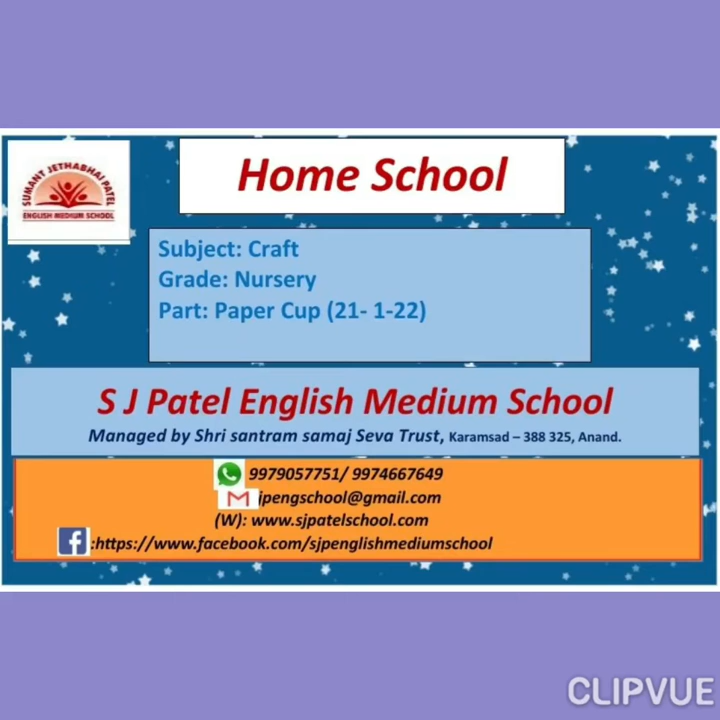 SUMANT JETHABHAI PATEL
ENGLISH MEDIUM SCHOOL
Home School
Subject: Craft
Grade: Nursery
Part: Paper Cup (21- 1-22)
S J Patel English Medium School
Managed by Shri santram samaj Seva Trust, Karamsad – 388 325, Anand.
9979057751/ 9974667649
jpengschool@gmail.com
(W): www.sjpatelschool.com
:https://www.facebook.com/sjpenglishmediumschool
CLIPVUE